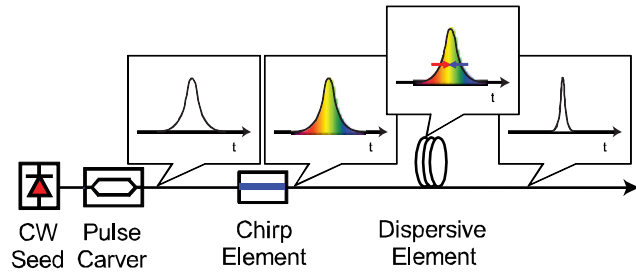 t
t
t
t
CW
Seed
Pulse
Carver
Chirp
Element
Dispersive
Element